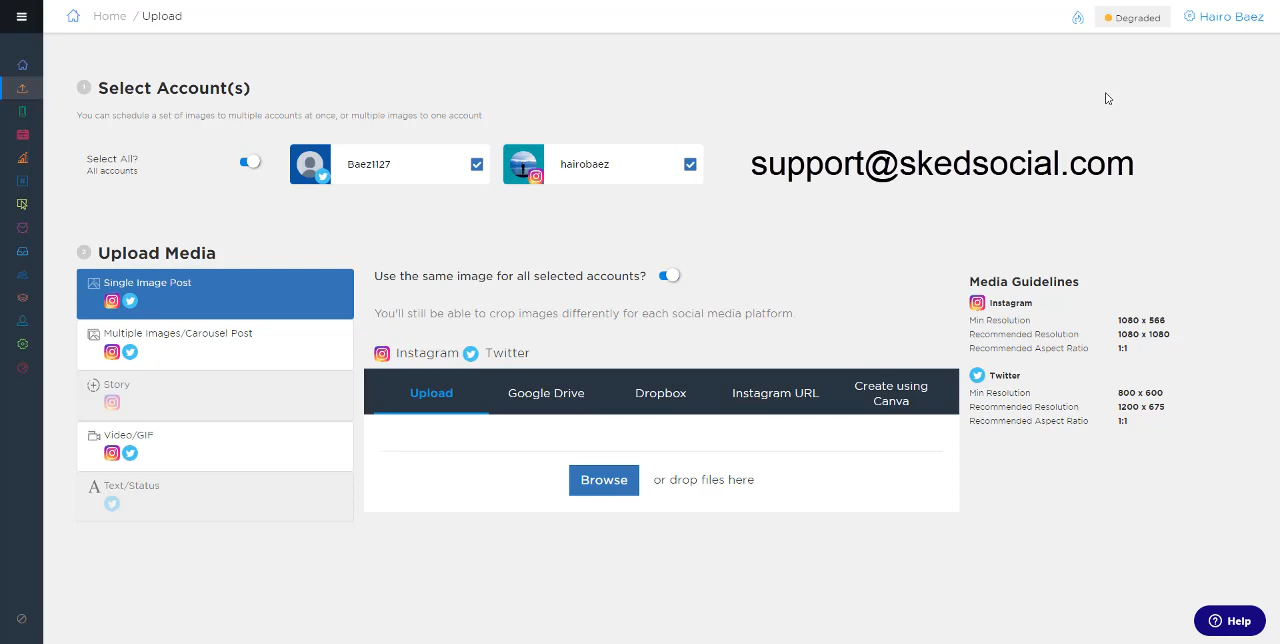 Home / Upload
Degraded
Hairo Baez
1 Select Account(s)
You can schedule a set of images to multiple accounts at once, or multiple images to one account
Select All?
All accounts
Baez1127
hairobaez
support@skedsocial.com
2 Upload Media
Single Image Post
Multiple Images/Carousel Post
Story
Video/GIF
Text/Status
Use the same image for all selected accounts?
You'll still be able to crop images differently for each social media platform.
Instagram Twitter
Upload
Google Drive
Dropbox
Instagram URL
Create using
Canva
Browse or drop files here
Media Guidelines
Instagram
Min Resolution 1080 x 566
Recommended Resolution 1080 x 1080
Recommended Aspect Ratio 1:1
Twitter
Min Resolution 800 x 600
Recommended Resolution 1200 x 675
Recommended Aspect Ratio 1:1
Help